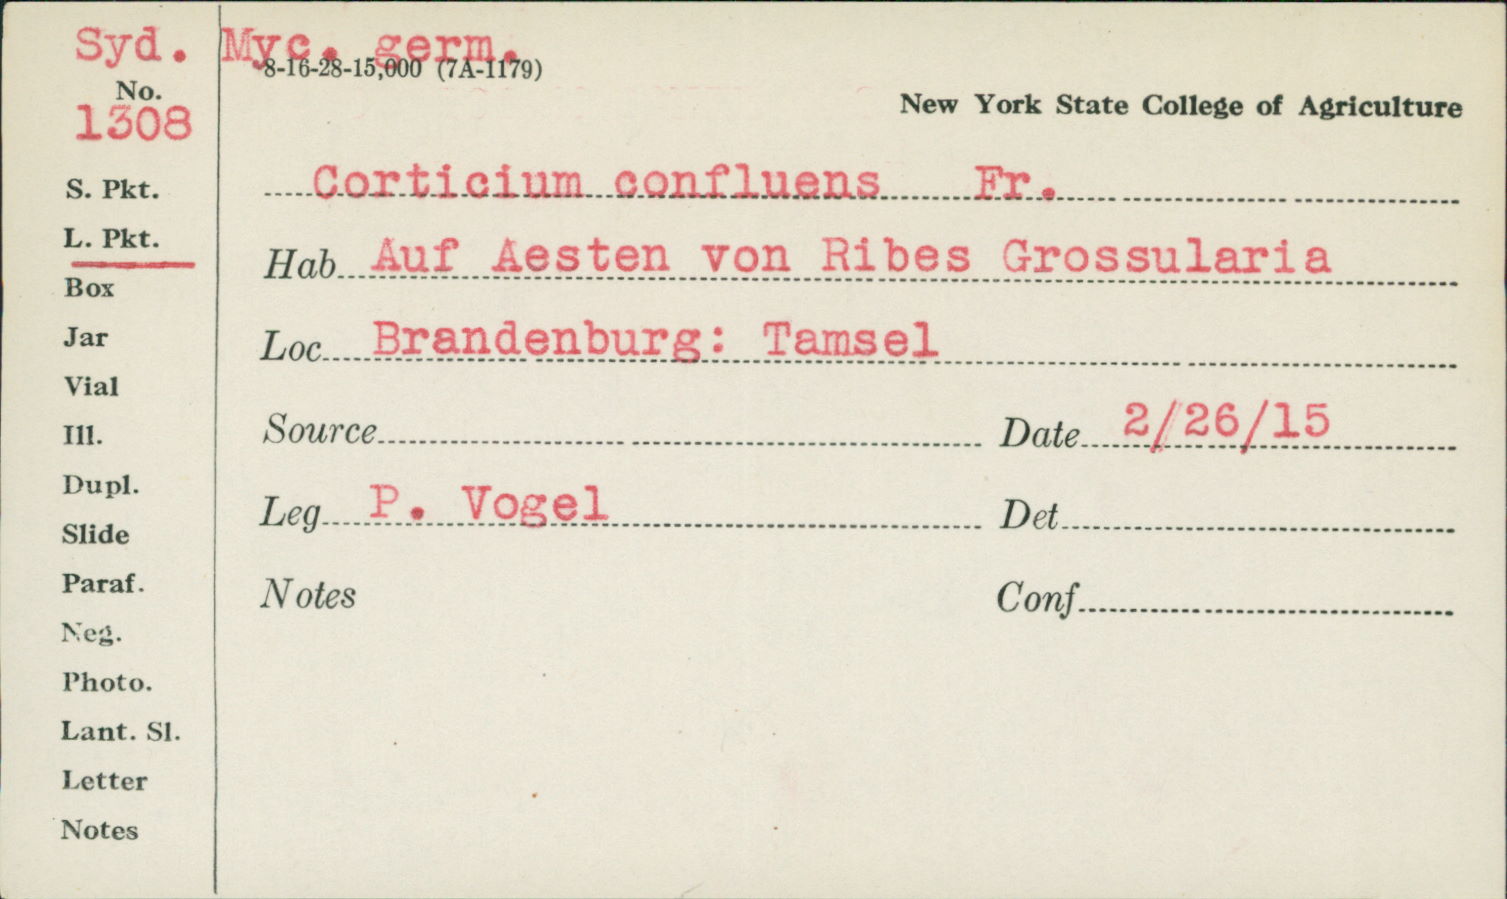 Syd. Myc. germ.
8-16-28-15,000 (7A-1179)
No.
1308
New York State College of Agriculture
S. Pkt.
Corticium confluens Fr.
L. Pkt.
Hab. Auf Aesten von Ribes Grossularia
Box
Jar
Loc. Brandenburg: Tamsel
Vial
Ill.
Source
Date 2/26/15
Dupl.
Slide
Leg. P. Vogel
Det.
Paraf.
Notes
Conf.
Neg.
Photo.
Lant. Sl.
Letter
Notes